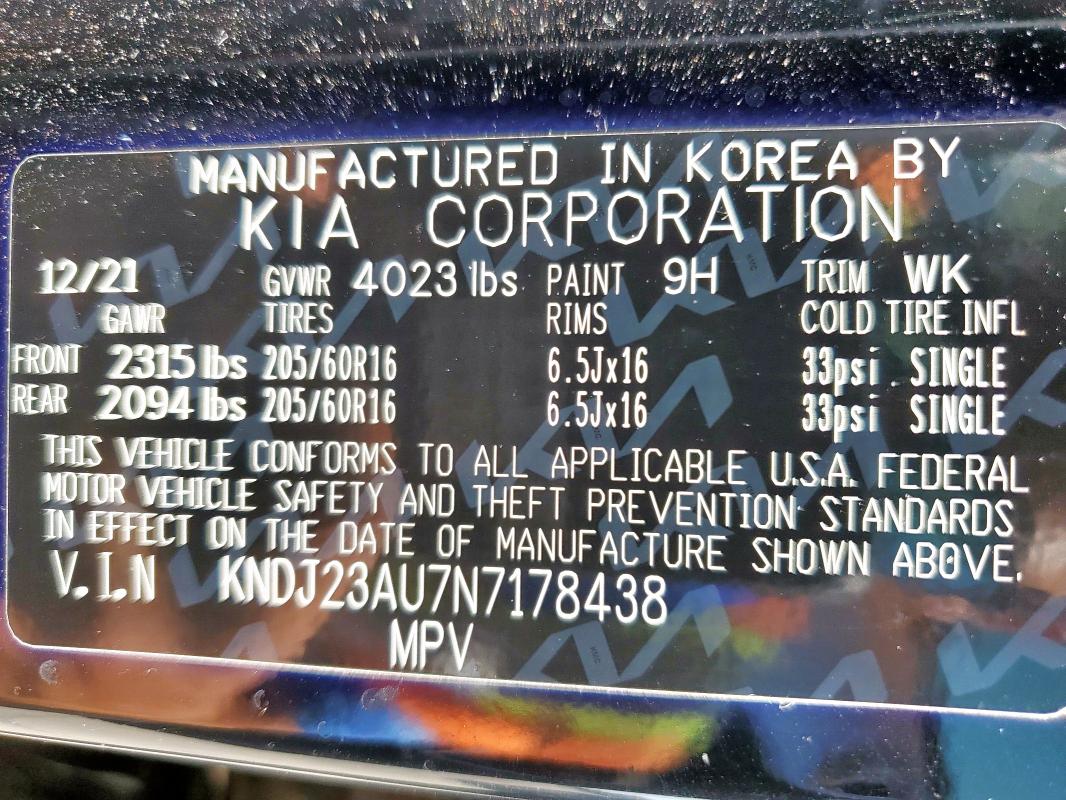 MANUFACTURED IN KOREA BY
KIA CORPORATION
12/21 GVWR 4023 lbs PAINT 9H TRIM WK
GAWR TIRES RIMS COLD TIRE INFL
FRONT 2315 lbs 205/60R16 6.5Jx16 33psi SINGLE
REAR 2094 lbs 205/60R16 6.5Jx16 33psi SINGLE
THIS VEHICLE CONFORMS TO ALL APPLICABLE U.S.A. FEDERAL
MOTOR VEHICLE SAFETY AND THEFT PREVENTION STANDARDS
IN EFFECT ON THE DATE OF MANUFACTURE SHOWN ABOVE.
V.I.N KNDJ23AU7N7178438
MPV